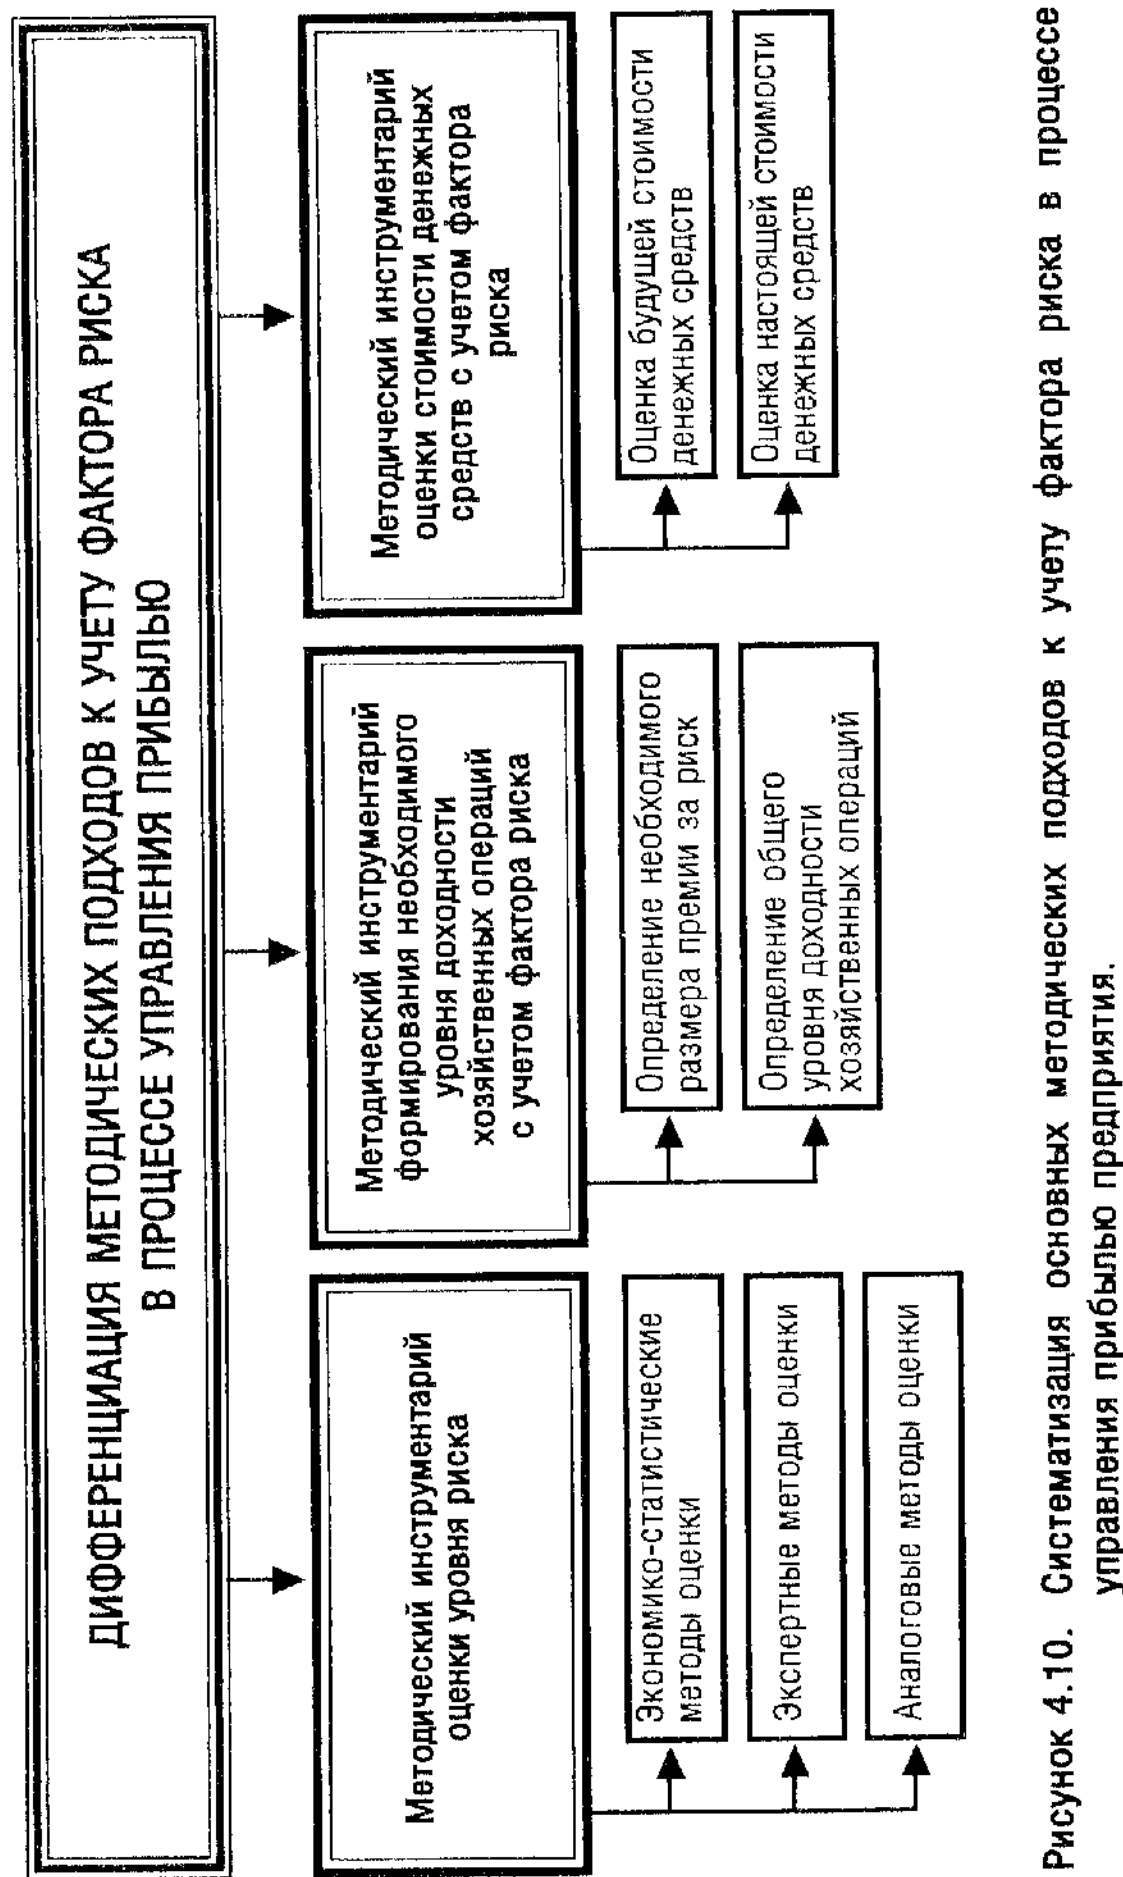 ДИФФЕРЕНЦИАЦИЯ МЕТОДИЧЕСКИХ ПОДХОДОВ К УЧЕТУ ФАКТОРА РИСКА
В ПРОЦЕССЕ УПРАВЛЕНИЯ ПРИБЫЛЬЮ
Методический инструментарий
оценки уровня риска
Экономико-статистические
методы оценки
Экспертные методы оценки
Аналоговые методы оценки
Методический инструментарий
формирования необходимого
уровня доходности
хозяйственных операций
с учетом фактора риска
Определение необходимого
размера премии за риск
Определение общего
уровня доходности
хозяйственных операций
Методический инструментарий
оценки стоимости денежных
средств с учетом фактора
риска
Оценка будущей стоимости
денежных средств
Оценка настоящей стоимости
денежных средств
Рисунок 4.10. Систематизация основных методических подходов к учету фактора риска в процессе
управления прибылью предприятия.